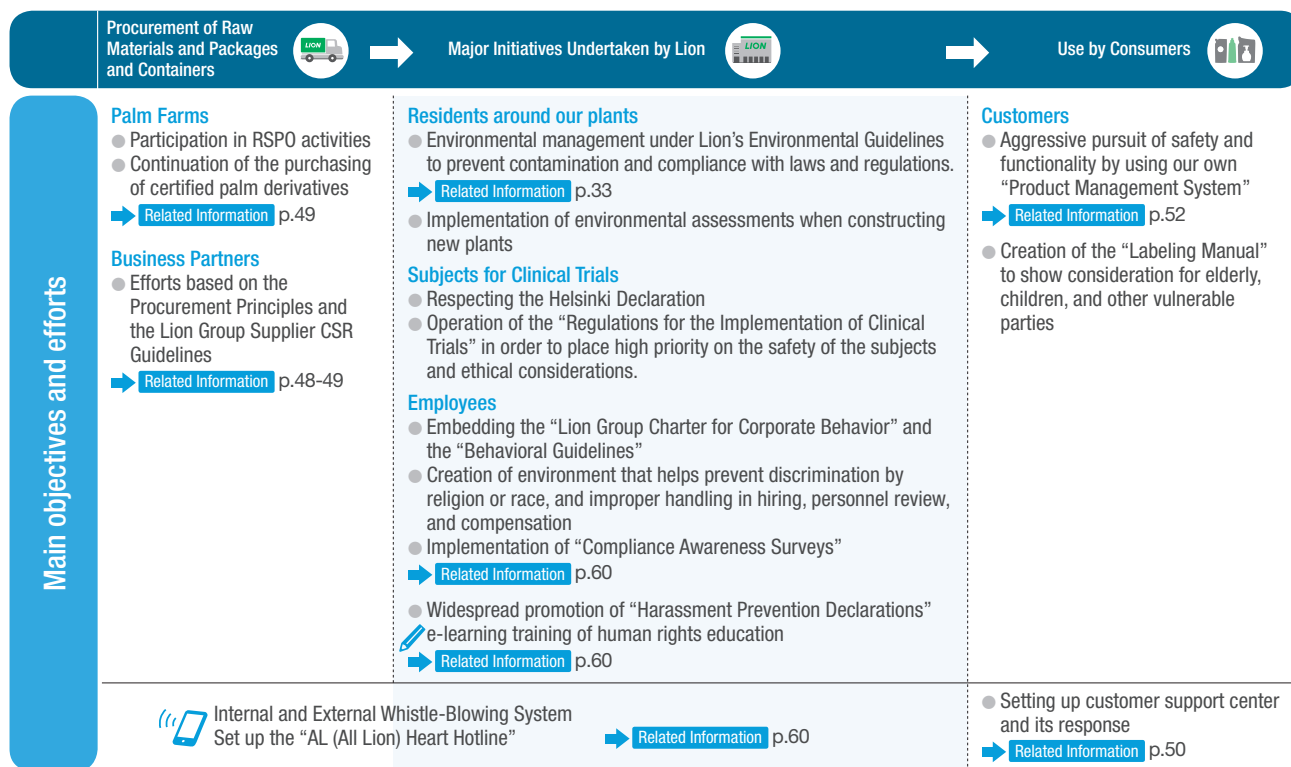 Procurement of Raw
Materials and Packages
and Containers
LION
Major Initiatives Undertaken by Lion
LION
Use by Consumers
Main objectives and efforts
Palm Farms
● Participation in RSPO activities
● Continuation of the purchasing
of certified palm derivatives
Related Information p.49
Business Partners
● Efforts based on the
Procurement Principles and
the Lion Group Supplier CSR
Guidelines
Related Information p.48-49
Residents around our plants
● Environmental management under Lion's Environmental Guidelines
to prevent contamination and compliance with laws and regulations.
Related Information p.33
● Implementation of environmental assessments when constructing
new plants
Subjects for Clinical Trials
● Respecting the Helsinki Declaration
● Operation of the “Regulations for the Implementation of Clinical
Trials” in order to place high priority on the safety of the subjects
and ethical considerations.
Employees
● Embedding the “Lion Group Charter for Corporate Behavior” and
the “Behavioral Guidelines”
● Creation of environment that helps prevent discrimination by
religion or race, and improper handling in hiring, personnel review,
and compensation
● Implementation of “Compliance Awareness Surveys”
Related Information p.60
● Widespread promotion of “Harassment Prevention Declarations”
e-learning training of human rights education
Related Information p.60
Customers
● Aggressive pursuit of safety and
functionality by using our own
“Product Management System”
Related Information p.52
● Creation of the “Labeling Manual”
to show consideration for elderly,
children, and other vulnerable
parties
Internal and External Whistle-Blowing System
Set up the “AL (All Lion) Heart Hotline”
Related Information p.60
● Setting up customer support center
and its response
Related Information p.50